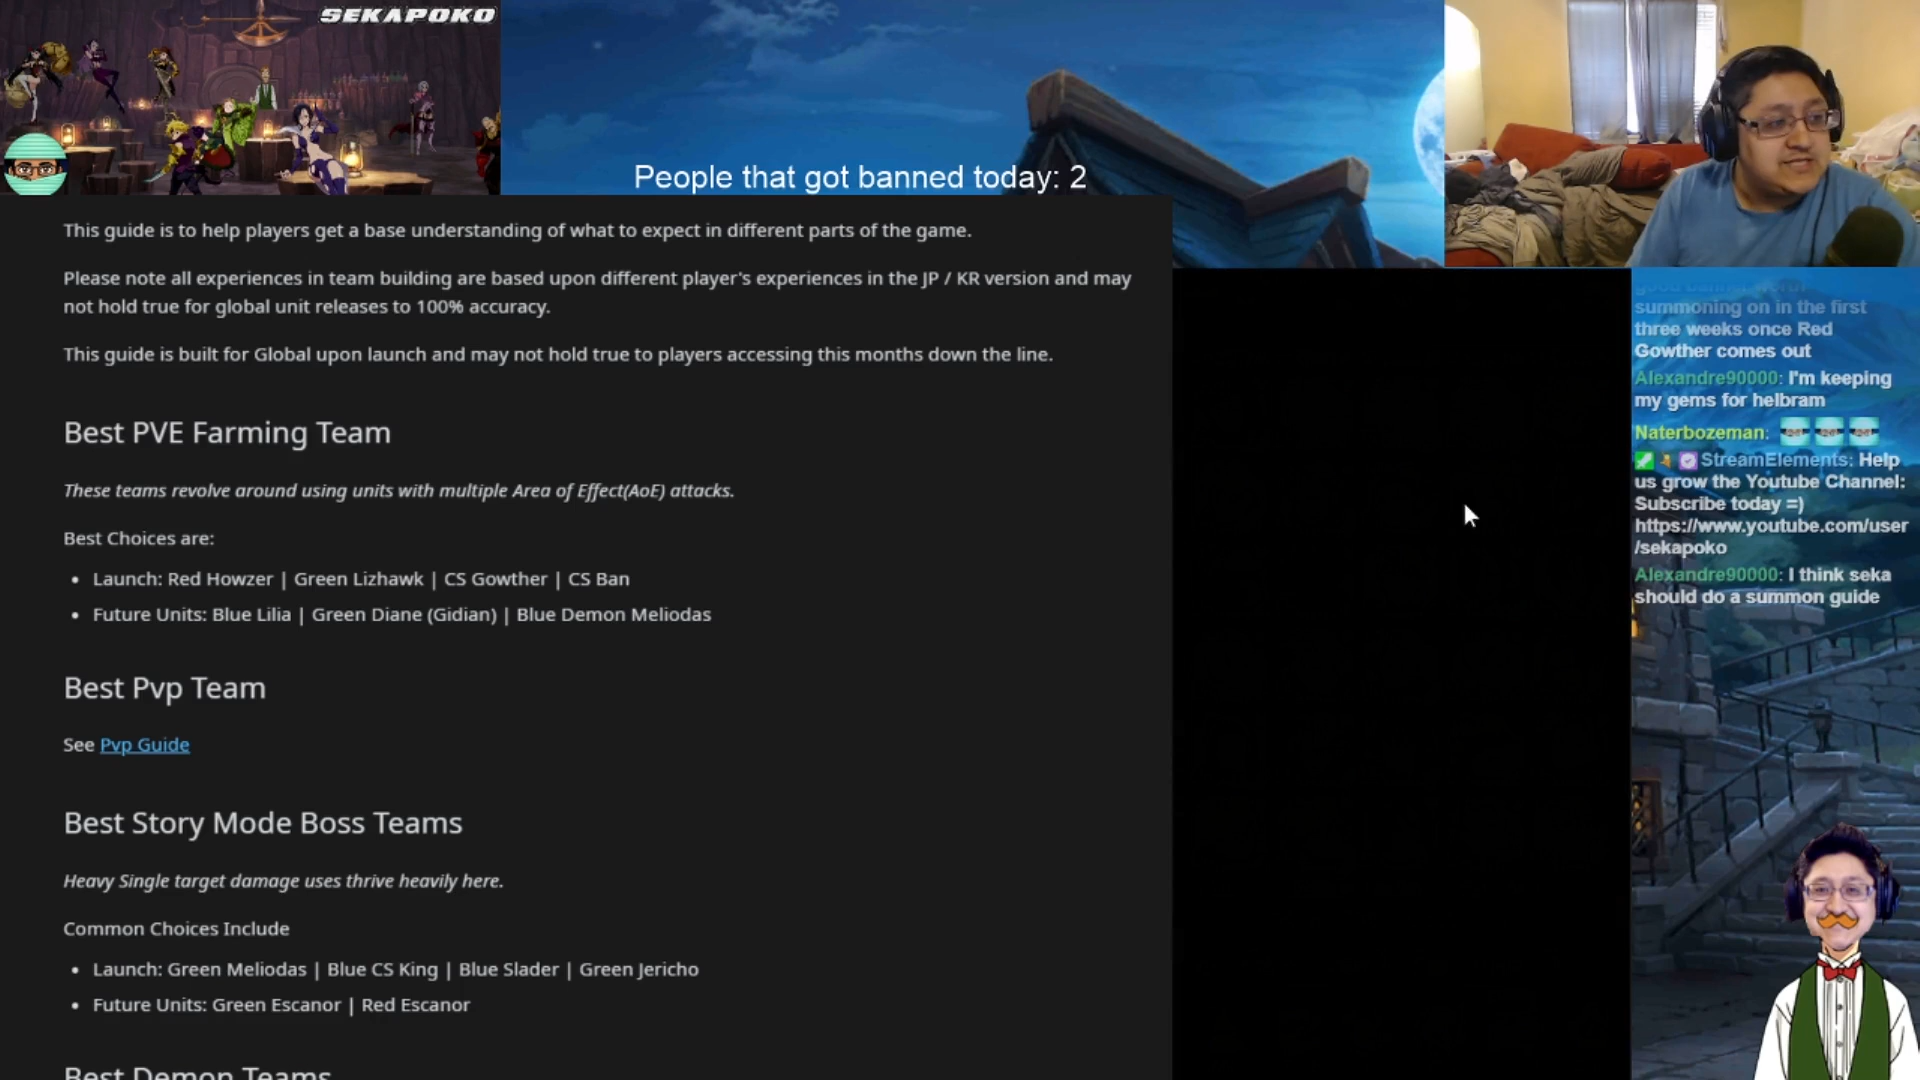 SEKAPOKO
People that got banned today: 2
This guide is to help players get a base understanding of what to expect in different parts of the game.
Please note all experiences in team building are based upon different player's experiences in the JP / KR version and may
not hold true for global unit releases to 100% accuracy.
This guide is built for Global upon launch and may not hold true to players accessing this months down the line.
Best PVE Farming Team
These teams revolve around using units with multiple Area of Effect(AoE) attacks.
Best Choices are:
• Launch: Red Howzer | Green Lizhawk | CS Gowther | CS Ban
• Future Units: Blue Lilia | Green Diane (Gidian) | Blue Demon Meliodas
Best Pvp Team
See Pvp Guide
Best Story Mode Boss Teams
Heavy Single target damage uses thrive heavily here.
Common Choices Include
• Launch: Green Meliodas | Blue CS King | Blue Slader | Green Jericho
• Future Units: Green Escanor | Red Escanor
Best Demon Teams
summoning on in the first
three weeks once Red
Gowther comes out
Alexandre90000: I'm keeping
my gems for helbram
Naterbozeman:
StreamElements: Help
us grow the Youtube Channel:
Subscribe today =)
https://www.youtube.com/user
/sekapoko
Alexandre90000: I think seka
should do a summon guide